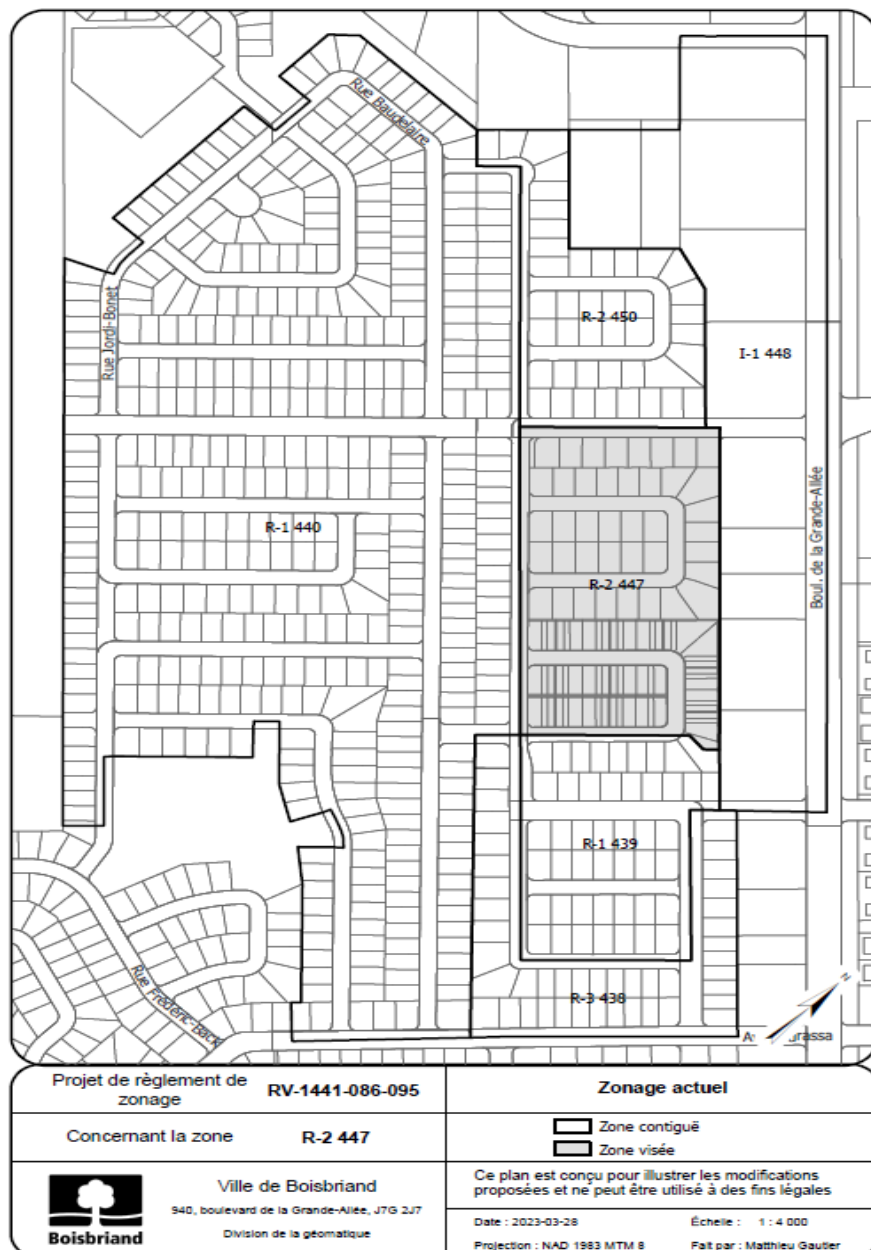 Rue Baudelaire
Rue Jordi-Bonet
R-2 450
I-1 448
Boul. de la Grande-Allée
R-1 440
R-2 447
R-1 439
R-3 438
Rue Frédéric-Back
N
Projet de règlement de
zonage
RV-1441-086-095
Zonage actuel
Concernant la zone R-2 447
Zone contiguë
Zone visée
Boisbriand
Ville de Boisbriand
940, boulevard de la Grande-Allée, J7G 2J7
Division de la géomatique
Ce plan est conçu pour illustrer les modifications
proposées et ne peut être utilisé à des fins légales
Date : 2023-03-28 Échelle : 1 : 4 000
Projection : NAD 1983 MTM 8 Fait par : Matthieu Gautier